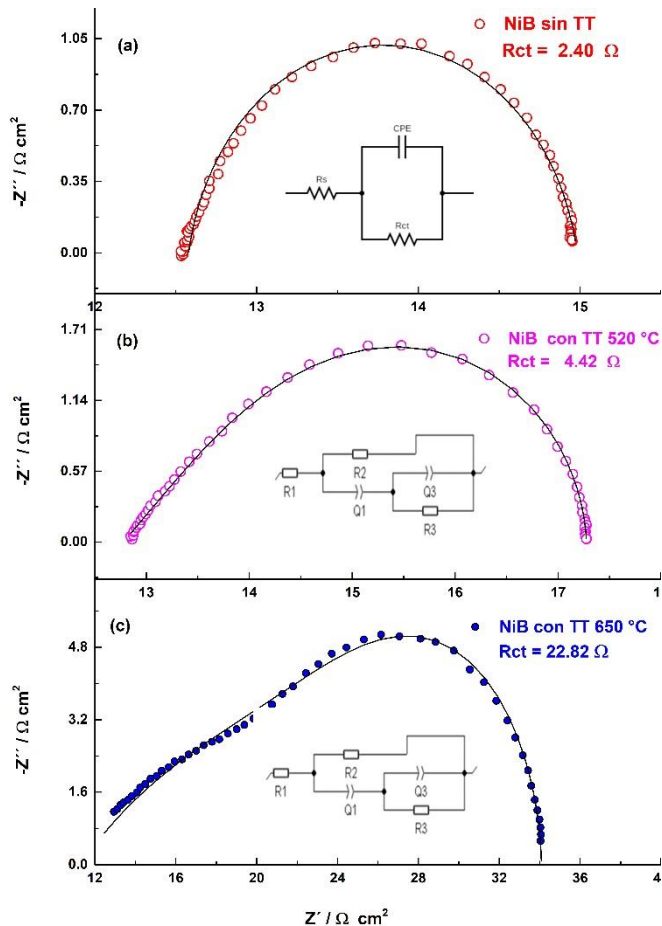 (a)
NiB sin TT
Rct = 2.40 Ω
1.05
0.70
0.35
0.00
-Z´´ / Ω cm²
CPE
Rs
Rct
12 13 14 15
(b)
NiB con TT 520 °C
Rct = 4.42 Ω
1.71
1.14
0.57
0.00
-Z´´ / Ω cm²
R1
R2
Q1
Q3
R3
13 14 15 16 17
(c)
NiB con TT 650 °C
Rct = 22.82 Ω
4.8
3.2
1.6
0.0
-Z´´ / Ω cm²
R1
R2
Q1
Q3
R3
12 16 20 24 28 32 36
Z´ / Ω cm²